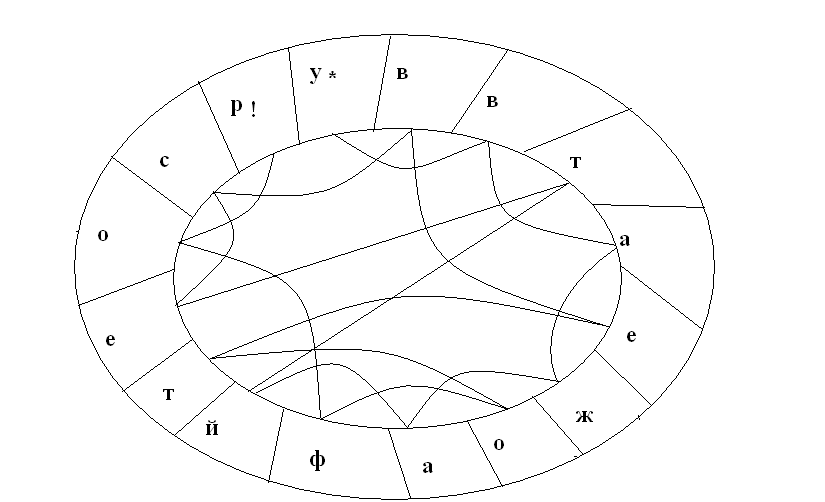 р !
у *
в
в
т
а
е
ж
о
а
ф
й
т
е
о
с